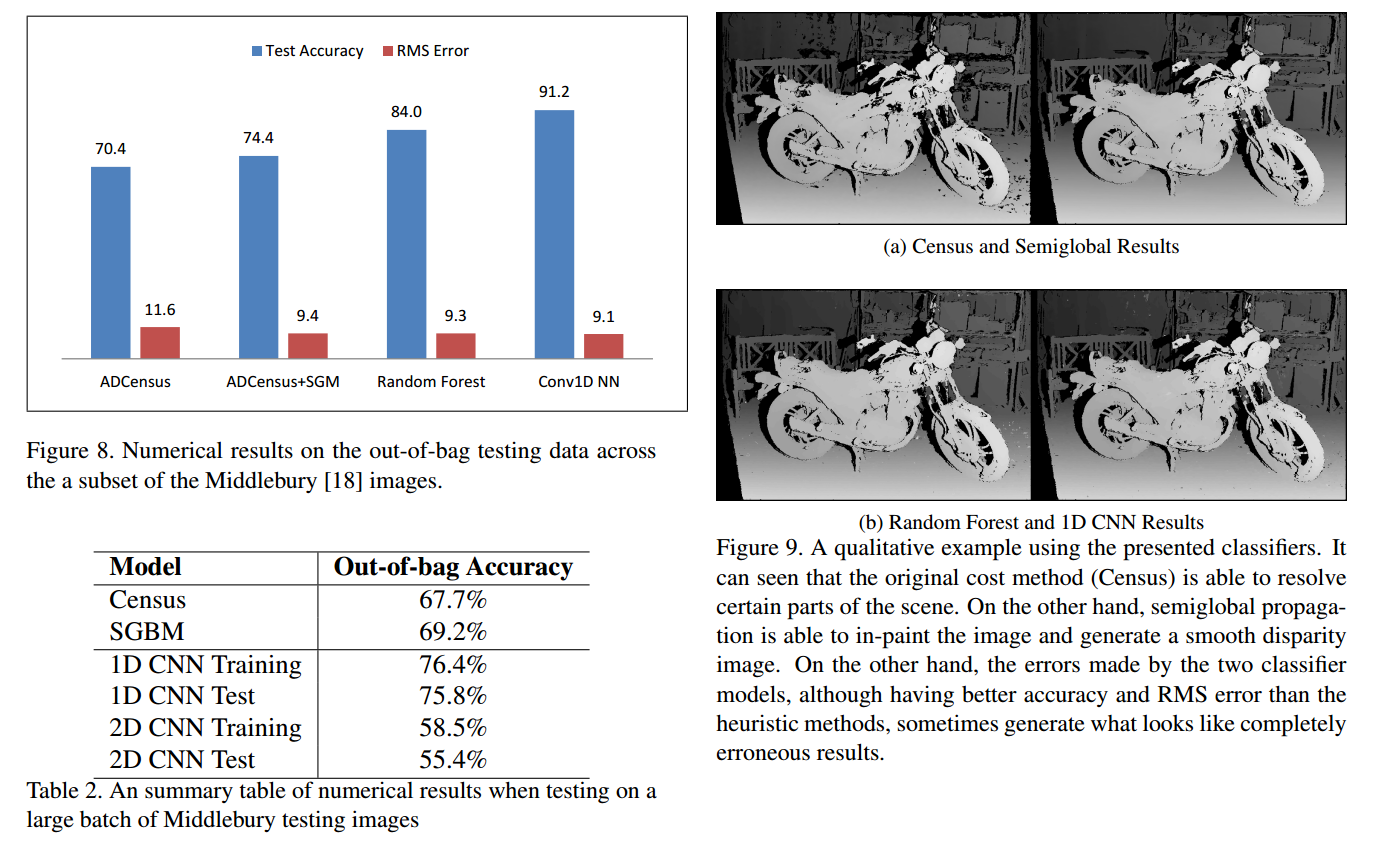 Test Accuracy RMS Error
70.4 74.4 84.0 91.2
11.6 9.4 9.3 9.1
ADCensus ADCensus+SGM Random Forest Conv1D NN
Figure 8. Numerical results on the out-of-bag testing data across
the a subset of the Middlebury [18] images.
Model Out-of-bag Accuracy
Census 67.7%
SGBM 69.2%
1D CNN Training 76.4%
1D CNN Test 75.8%
2D CNN Training 58.5%
2D CNN Test 55.4%
Table 2. An summary table of numerical results when testing on a
large batch of Middlebury testing images
(a) Census and Semiglobal Results
(b) Random Forest and 1D CNN Results
Figure 9. A qualitative example using the presented classifiers. It
can seen that the original cost method (Census) is able to resolve
certain parts of the scene. On the other hand, semiglobal propaga-
tion is able to in-paint the image and generate a smooth disparity
image. On the other hand, the errors made by the two classifier
models, although having better accuracy and RMS error than the
heuristic methods, sometimes generate what looks like completely
erroneous results.